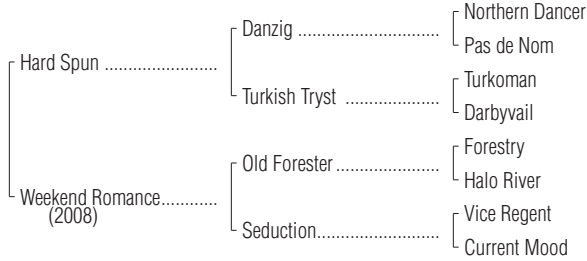 Northern Dancer
Danzig ......................................
Pas de Nom
Hard Spun ..............................
Turkoman
Turkish Tryst .........................
Darbyvail
Forestry
Old Forester ...........................
Halo River
Weekend Romance...............
(2008)
Vice Regent
Seduction.................................
Current Mood